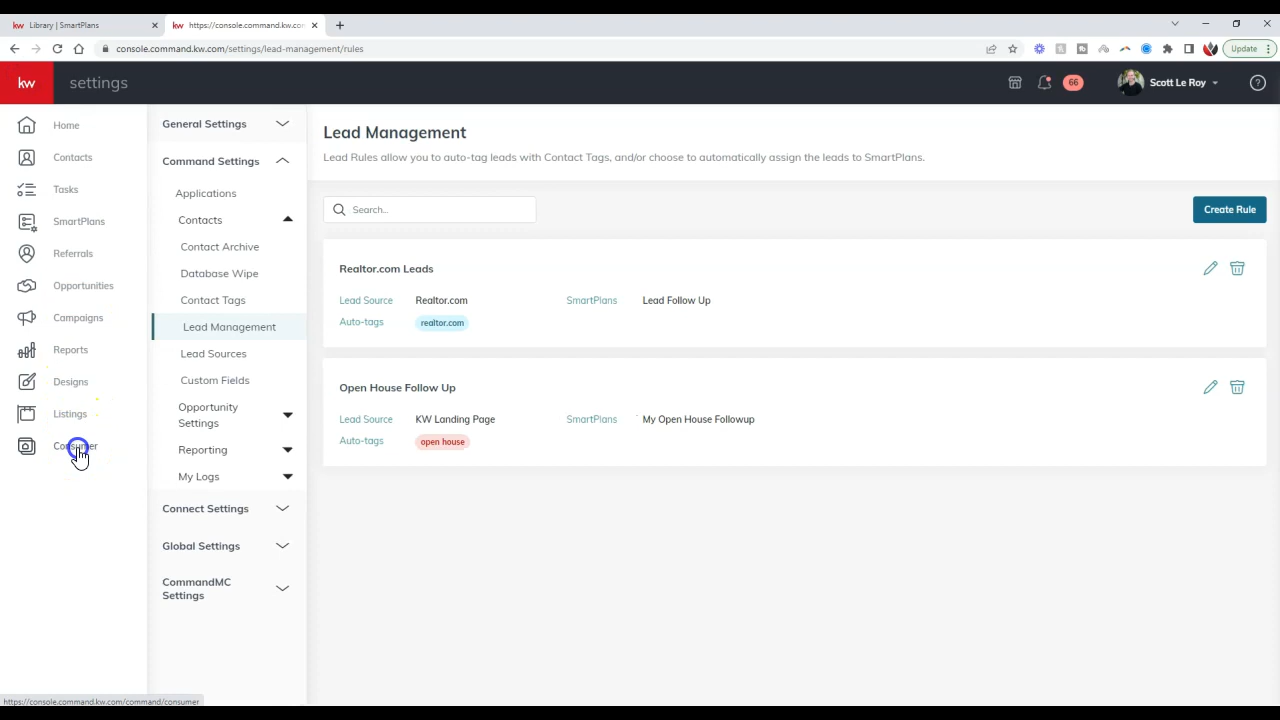 kw Library | SmartPlans
kw https://console.command.kw.com
console.command.kw.com/settings/lead-management/rules
Update
kw settings
66
Scott Le Roy
?
Home
Contacts
Tasks
SmartPlans
Referrals
Opportunities
Campaigns
Reports
Designs
Listings
Consumer
General Settings
Command Settings
Applications
Contacts
Contact Archive
Database Wipe
Contact Tags
Lead Management
Lead Sources
Custom Fields
Opportunity
Settings
Reporting
My Logs
Connect Settings
Global Settings
CommandMC
Settings
Lead Management
Lead Rules allow you to auto-tag leads with Contact Tags, and/or choose to automatically assign the leads to SmartPlans.
Search...
Create Rule
Realtor.com Leads
Lead Source Realtor.com SmartPlans Lead Follow Up
Auto-tags realtor.com
Open House Follow Up
Lead Source KW Landing Page SmartPlans My Open House Followup
Auto-tags open house
https://console.command.kw.com/command/consumer